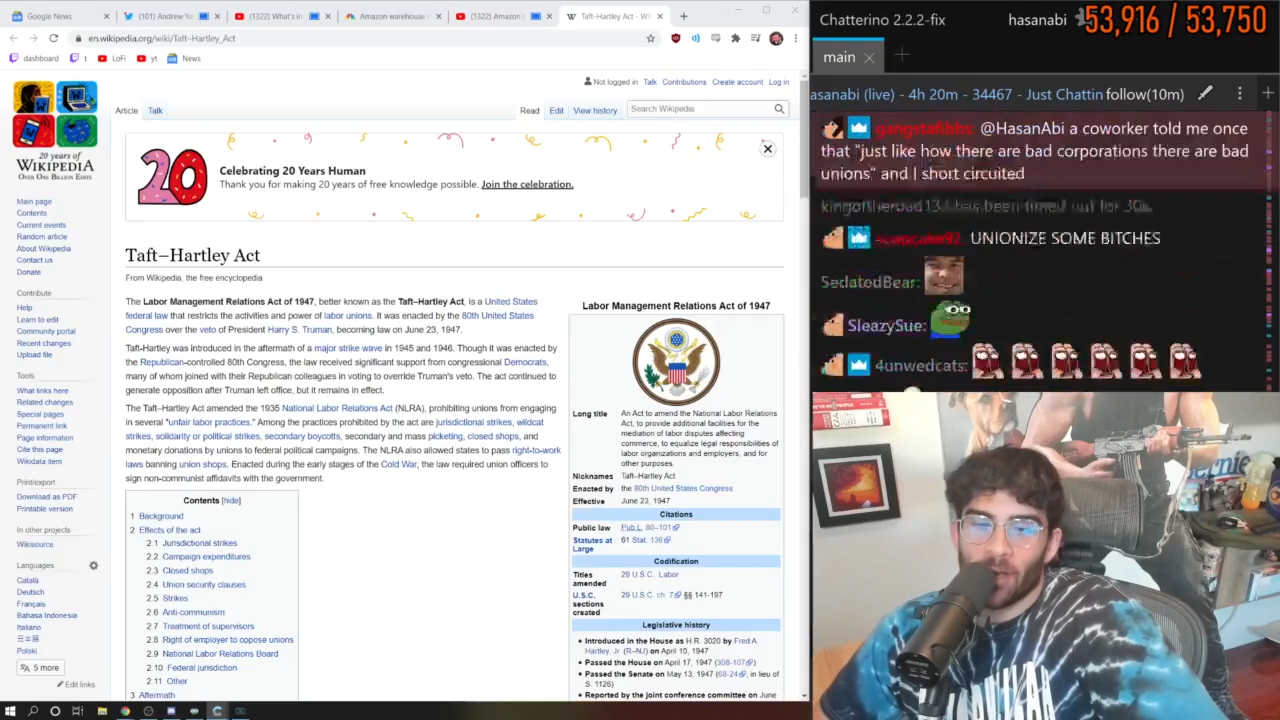 Google News
(101) Andrew Ya
(1322) What's in
Amazon warehouse
(1322) Amazon's
Taft–Hartley Act - Wi
en.wikipedia.org/wiki/Taft–Hartley_Act
dashboard
t
LoFi
yt
News
Not logged in Talk Contributions Create account Log in
Article Talk
Read Edit View history
Search Wikipedia
20 years of
WIKIPEDIA
OVER ONE BILLION EDITS
Main page
Contents
Current events
Random article
About Wikipedia
Contact us
Donate
Contribute
Help
Learn to edit
Community portal
Recent changes
Upload file
Tools
What links here
Related changes
Special pages
Permanent link
Page information
Cite this page
Wikidata item
Print/export
Download as PDF
Printable version
In other projects
Wikisource
Languages
Català
Deutsch
Français
Bahasa Indonesia
Italiano
日本語
Polski
5 more
Edit links
20
Celebrating 20 Years Human
Thank you for making 20 years of free knowledge possible. Join the celebration.
Taft–Hartley Act
From Wikipedia, the free encyclopedia
The Labor Management Relations Act of 1947, better known as the Taft–Hartley Act, is a United States
federal law that restricts the activities and power of labor unions. It was enacted by the 80th United States
Congress over the veto of President Harry S. Truman, becoming law on June 23, 1947.
Taft-Hartley was introduced in the aftermath of a major strike wave in 1945 and 1946. Though it was enacted by
the Republican-controlled 80th Congress, the law received significant support from congressional Democrats,
many of whom joined with their Republican colleagues in voting to override Truman's veto. The act continued to
generate opposition after Truman left office, but it remains in effect.
The Taft–Hartley Act amended the 1935 National Labor Relations Act (NLRA), prohibiting unions from engaging
in several "unfair labor practices." Among the practices prohibited by the act are jurisdictional strikes, wildcat
strikes, solidarity or political strikes, secondary boycotts, secondary and mass picketing, closed shops, and
monetary donations by unions to federal political campaigns. The NLRA also allowed states to pass right-to-work
laws banning union shops. Enacted during the early stages of the Cold War, the law required union officers to
sign non-communist affidavits with the government.
Contents [hide]
1 Background
2 Effects of the act
2.1 Jurisdictional strikes
2.2 Campaign expenditures
2.3 Closed shops
2.4 Union security clauses
2.5 Strikes
2.6 Anti-communism
2.7 Treatment of supervisors
2.8 Right of employer to oppose unions
2.9 National Labor Relations Board
2.10 Federal jurisdiction
2.11 Other
3 Aftermath
Labor Management Relations Act of 1947
Long title An Act to amend the National Labor Relations
Act, to provide additional facilities for the
mediation of labor disputes affecting
commerce, to equalize legal responsibilities of
labor organizations and employers, and for
other purposes.
Nicknames Taft–Hartley Act
Enacted by the 80th United States Congress
Effective June 23, 1947
Citations
Public law Pub.L. 80–101
Statutes at Large 61 Stat. 136
Codification
Titles amended 29 U.S.C.: Labor
U.S.C. sections created 29 U.S.C. ch. 7 §§ 141-197
Legislative history
• Introduced in the House as H.R. 3020 by Fred A.
Hartley, Jr. (R–NJ) on April 10, 1947
• Passed the House on April 17, 1947 (308-107)
• Passed the Senate on May 13, 1947 (68-24, in lieu of
S. 1126)
• Reported by the joint conference committee on June
Chatterino 2.2.2-fix
hasanabi
53,916 / 53,750
main
asanabi (live) - 4h 20m - 34467 - Just Chattin follow(10m)
gangstafibbs: @HasanAbi a coworker told me once
that "just like how there are bad corporations there are bad
unions" and I short circuited
UNIONIZE SOME BITCHES
SedatedBear:
SleazySue:
4unwedcats:
Bernie